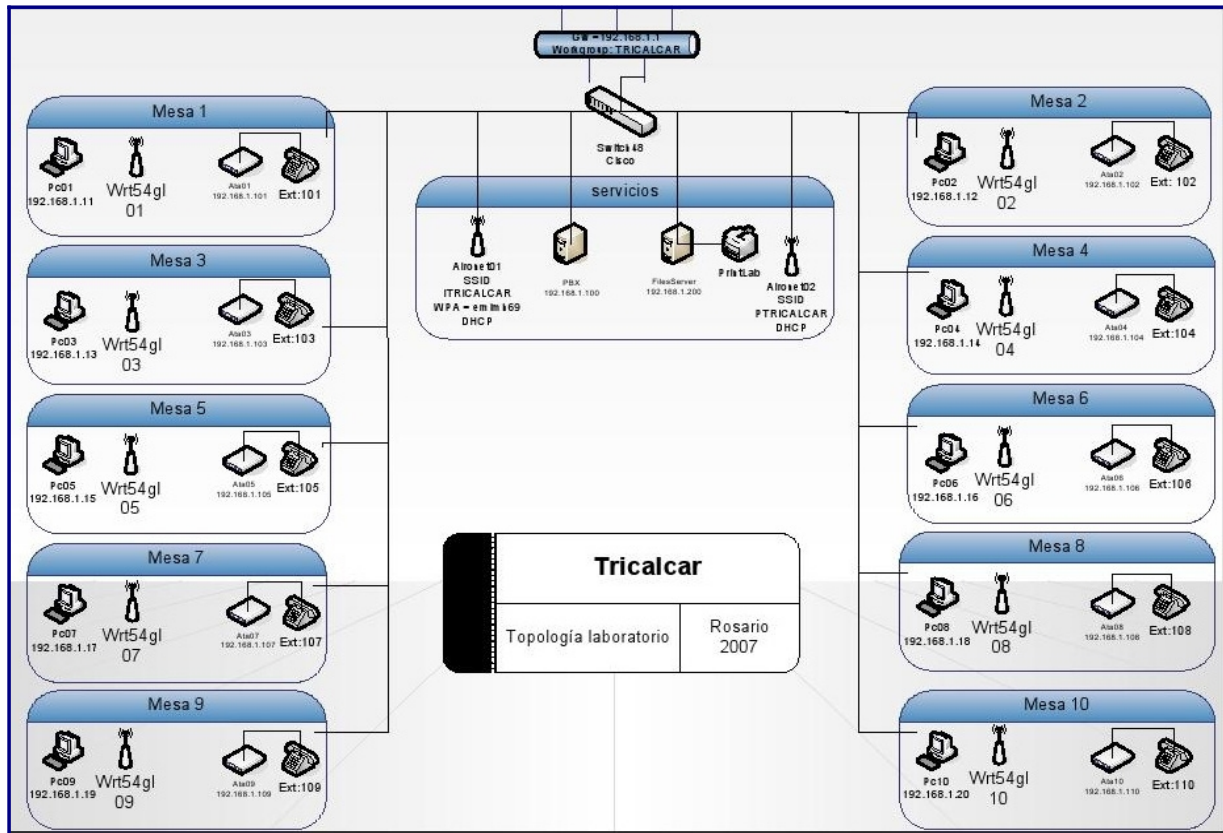 GW =192.168.1.1
Workgroup: TRICALCAR
Switch48
Cisco
Mesa 1
Pc01
192.168.1.11
Wrt54gl
01
Ata01
192.168.1.101
Ext:101
Mesa 2
Pc02
192.168.1.12
Wrt54gl
02
Ata02
192.168.1.102
Ext: 102
servicios
Aironet01
SSID
ITRICALCAR
WPA =
DHCP
PBX
192.168.1.100
FilesServer
192.168.1.200
PrintLab
Aironet02
SSID
PTRICALCAR
DHCP
Mesa 3
Pc03
192.168.1.13
Wrt54gl
03
Ata03
192.168.1.103
Ext:103
Mesa 4
Pc04
192.168.1.14
Wrt54gl
04
Ata04
192.168.1.104
Ext:104
Mesa 5
Pc05
192.168.1.15
Wrt54gl
05
Ata05
192.168.1.105
Ext:105
Mesa 6
Pc06
192.168.1.16
Wrt54gl
06
Ata06
192.168.1.106
Ext:106
Mesa 7
Pc07
192.168.1.17
Wrt54gl
07
Ata07
192.168.1.107
Ext:107
Mesa 8
Pc08
192.168.1.18
Wrt54gl
08
Ata08
192.168.1.108
Ext:108
Tricalcar
Topología laboratorio
Rosario
2007
Mesa 9
Pc09
192.168.1.19
Wrt54gl
09
Ata09
192.168.1.109
Ext:109
Mesa 10
Pc10
192.168.1.20
Wrt54gl
10
Ata10
192.168.1.110
Ext:110